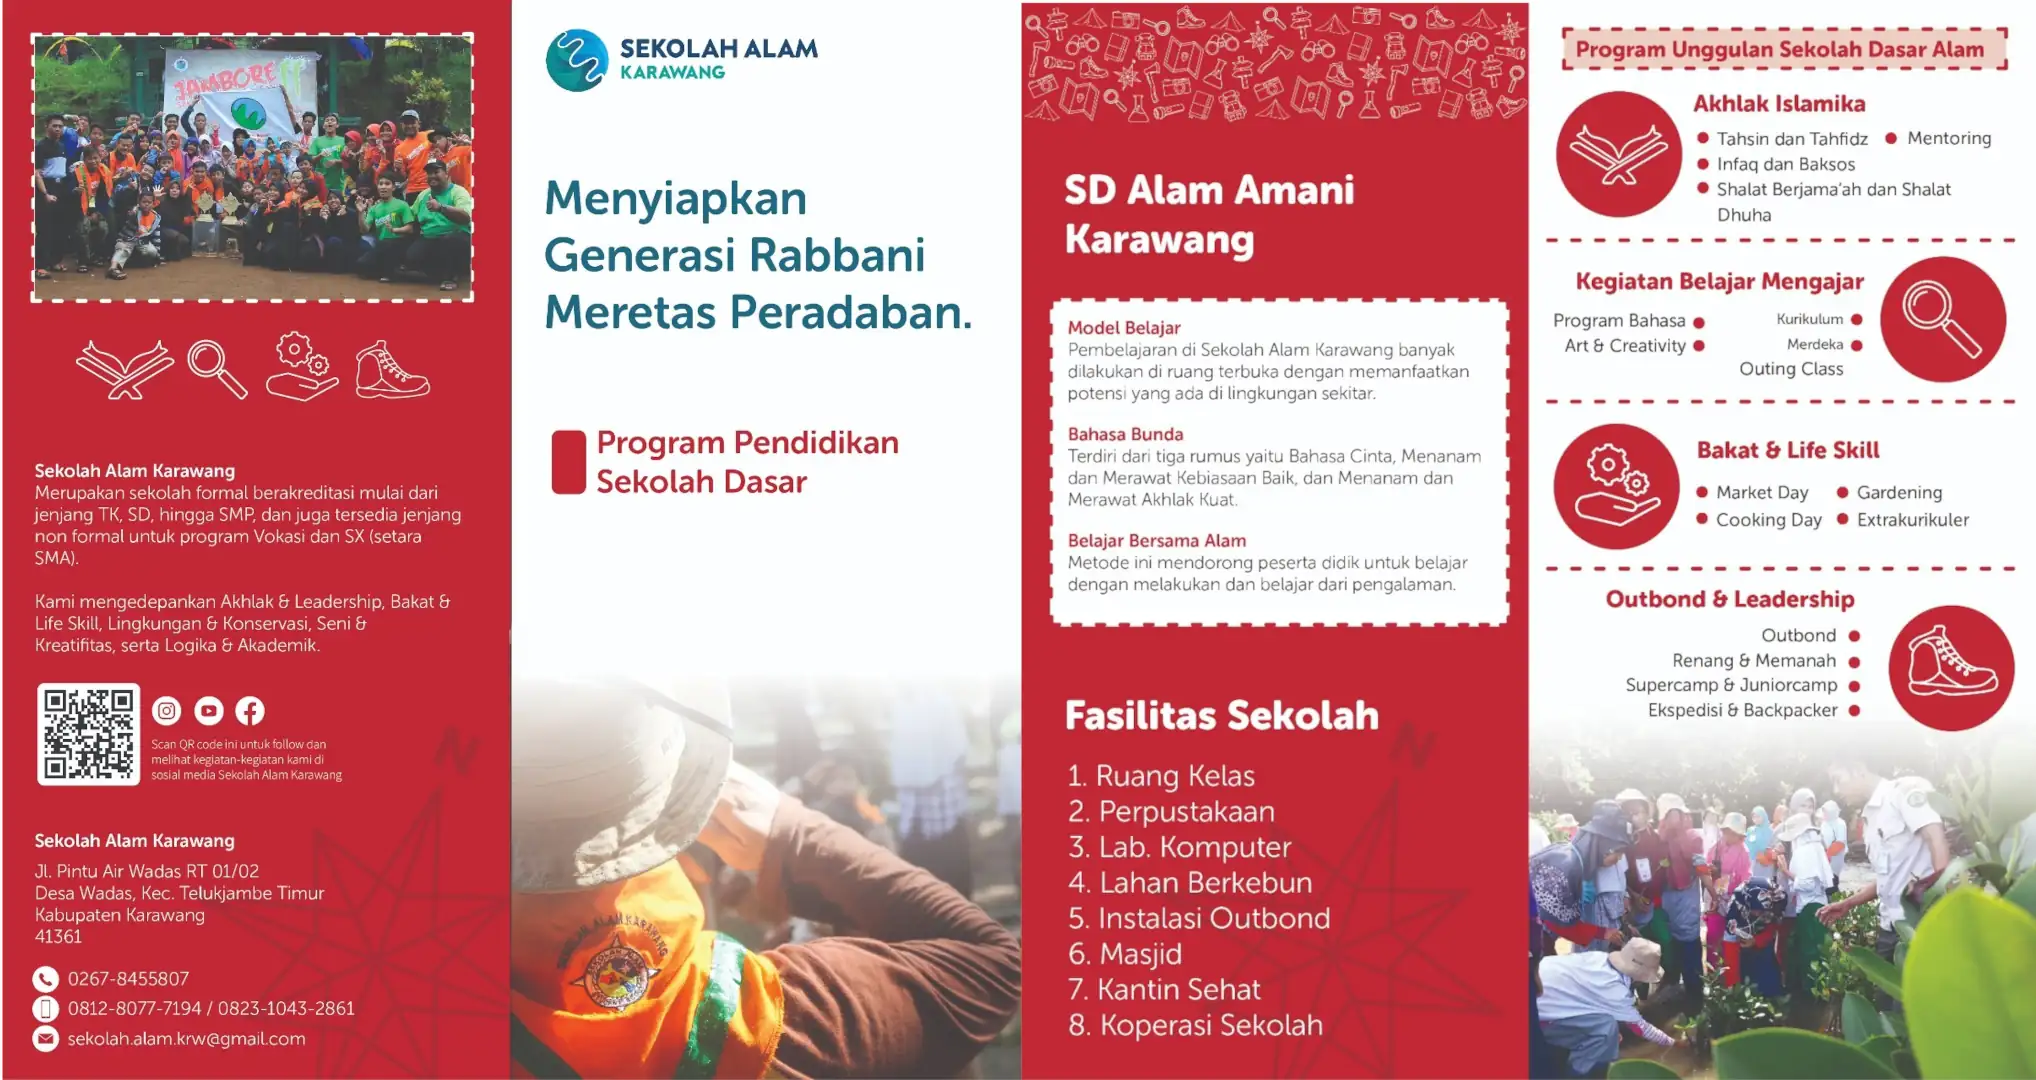 JAMBORE
Sekolah Alam Karawang
Merupakan sekolah formal berakreditasi mulai dari
jenjang TK, SD, hingga SMP, dan juga tersedia jenjang
non formal untuk program Vokasi dan SX (setara
SMA).
Kami mengedepankan Akhlak & Leadership, Bakat &
Life Skill, Lingkungan & Konservasi, Seni &
Kreatifitas, serta Logika & Akademik.
Scan QR code ini untuk follow dan
melihat kegiatan-kegiatan kami di
sosial media Sekolah Alam Karawang
Sekolah Alam Karawang
Jl. Pintu Air Wadas RT 01/02
Desa Wadas, Kec. Telukjambe Timur
Kabupaten Karawang
41361
0267-8455807
0812-8077-7194 / 0823-1043-2861
sekolah.alam.krw@gmail.com
SEKOLAH ALAM
KARAWANG
Menyiapkan
Generasi Rabbani
Meretas Peradaban.
Program Pendidikan
Sekolah Dasar
SD Alam Amani
Karawang
Model Belajar
Pembelajaran di Sekolah Alam Karawang banyak
dilakukan di ruang terbuka dengan memanfaatkan
potensi yang ada di lingkungan sekitar.
Bahasa Bunda
Terdiri dari tiga rumus yaitu Bahasa Cinta, Menanam
dan Merawat Kebiasaan Baik, dan Menanam dan
Merawat Akhlak Kuat.
Belajar Bersama Alam
Metode ini mendorong peserta didik untuk belajar
dengan melakukan dan belajar dari pengalaman.
Fasilitas Sekolah
N
1. Ruang Kelas
2. Perpustakaan
3. Lab. Komputer
4. Lahan Berkebun
5. Instalasi Outbond
6. Masjid
7. Kantin Sehat
8. Koperasi Sekolah
Program Unggulan Sekolah Dasar Alam
Akhlak Islamika
● Tahsin dan Tahfidz ● Mentoring
● Infaq dan Baksos
● Shalat Berjama'ah dan Shalat
Dhuha
Kegiatan Belajar Mengajar
Program Bahasa ● Kurikulum ●
Art & Creativity ● Merdeka ●
Outing Class
Bakat & Life Skill
● Market Day ● Gardening
● Cooking Day ● Extrakurikuler
Outbond & Leadership
Outbond ●
Renang & Memanah ●
Supercamp & Juniorcamp ●
Ekspedisi & Backpacker ●